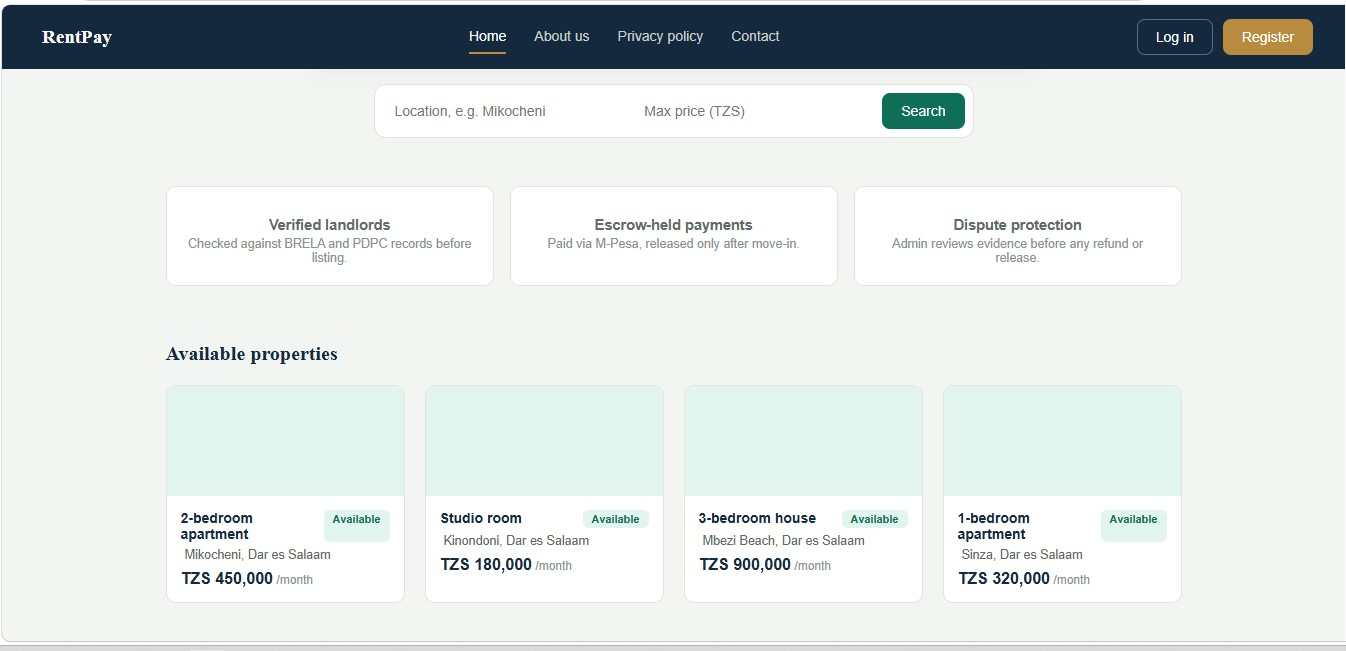 RentPay
Home About us Privacy policy Contact
Log in Register
Location, e.g. Mikocheni Max price (TZS) Search
Verified landlords
Checked against BRELA and PDPC records before
listing.
Escrow-held payments
Paid via M-Pesa, released only after move-in.
Dispute protection
Admin reviews evidence before any refund or
release.
Available properties
2-bedroom
apartment
Available
Mikocheni, Dar es Salaam
TZS 450,000 /month
Studio room
Available
Kinondoni, Dar es Salaam
TZS 180,000 /month
3-bedroom house
Available
Mbezi Beach, Dar es Salaam
TZS 900,000 /month
1-bedroom
apartment
Available
Sinza, Dar es Salaam
TZS 320,000 /month